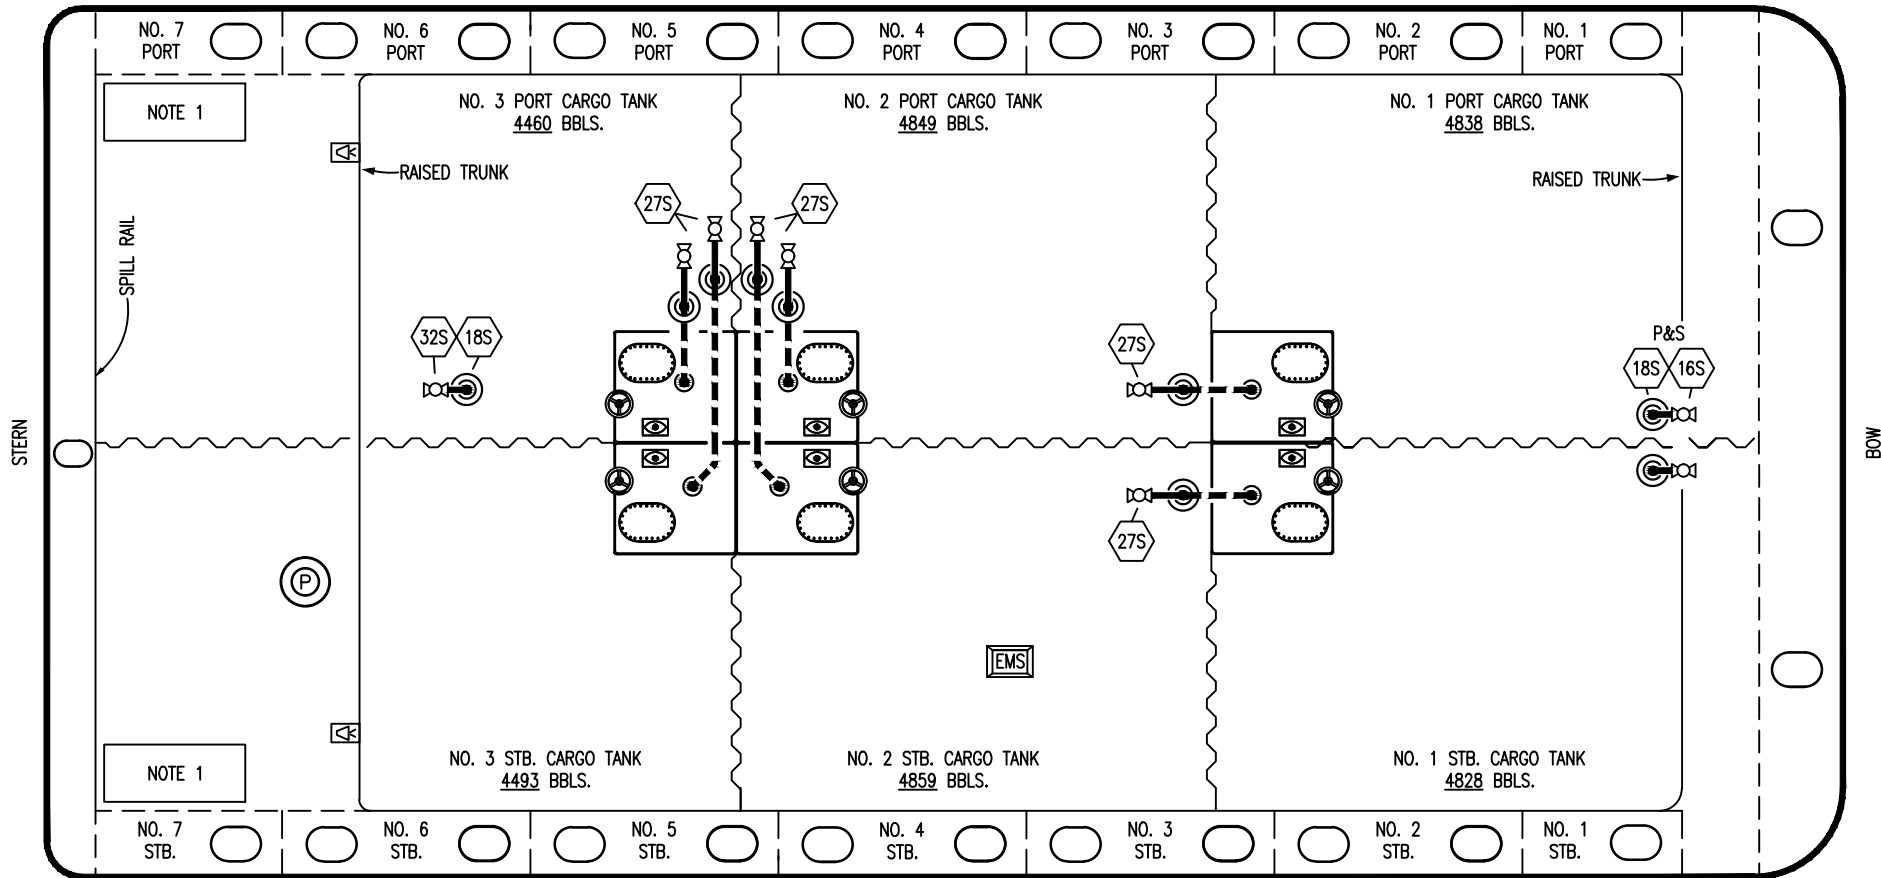 NO. 7
PORT
NO. 6
PORT
NO. 5
PORT
NO. 4
PORT
NO. 3
PORT
NO. 2
PORT
NO. 1
PORT
NOTE 1
NO. 3 PORT CARGO TANK
4460 BBLS.
NO. 2 PORT CARGO TANK
4849 BBLS.
NO. 1 PORT CARGO TANK
4838 BBLS.
RAISED TRUNK
RAISED TRUNK
27S
27S
SPILL RAIL
32S
18S
27S
P&S
18S
16S
STERN
BOW
27S
P
EMS
NO. 3 STB. CARGO TANK
4493 BBLS.
NO. 2 STB. CARGO TANK
4859 BBLS.
NO. 1 STB. CARGO TANK
4828 BBLS.
NOTE 1
NO. 7
STB.
NO. 6
STB.
NO. 5
STB.
NO. 4
STB.
NO. 3
STB.
NO. 2
STB.
NO. 1
STB.